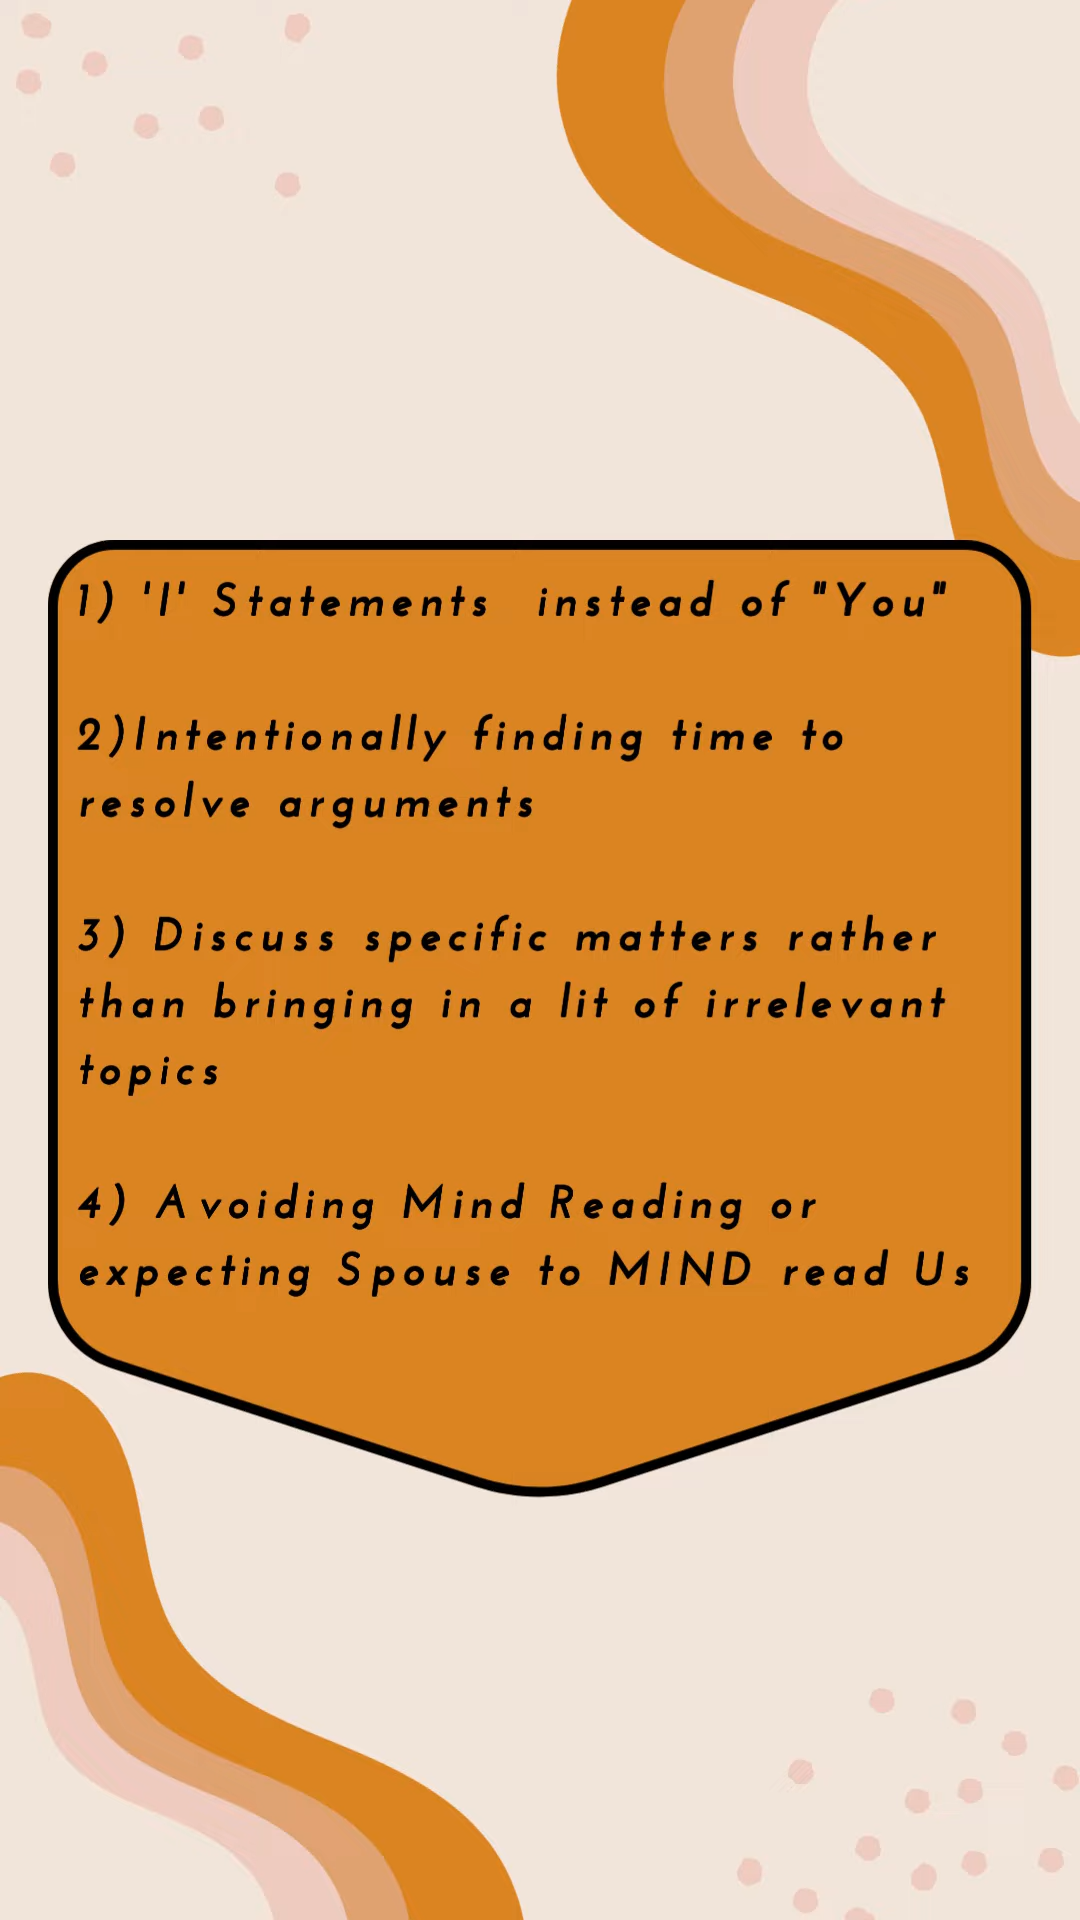 1) 'I' Statements  instead of "You"
2)Intentionally finding time to
resolve arguments
3) Discuss specific matters rather
than bringing in a lit of irrelevant
topics
4) Avoiding Mind Reading or
expecting Spouse to MIND read Us